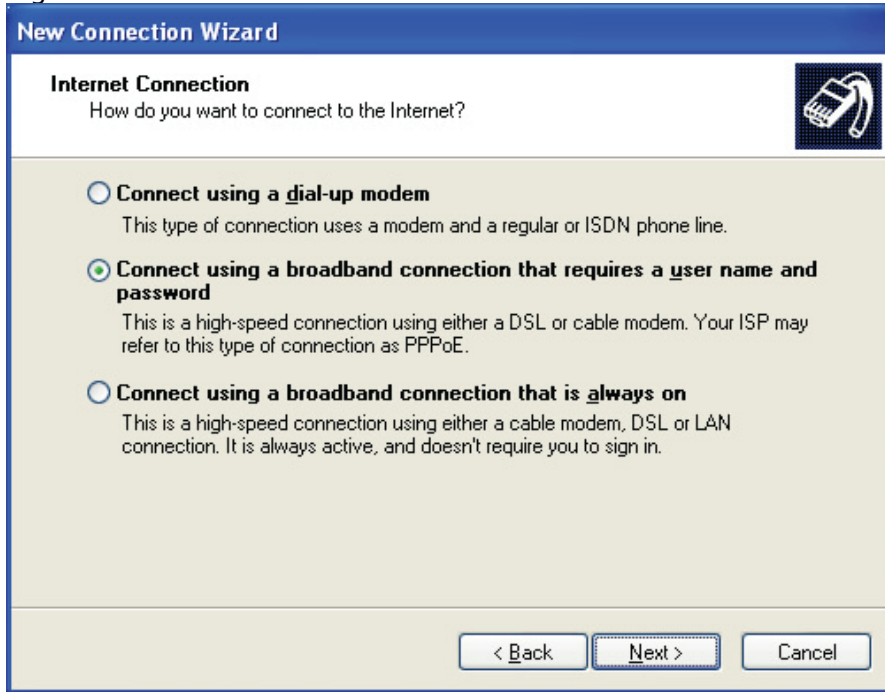 New Connection Wizard
Internet Connection
How do you want to connect to the Internet?
Connect using a dial-up modem
This type of connection uses a modem and a regular or ISDN phone line.
Connect using a broadband connection that requires a user name and
password
This is a high-speed connection using either a DSL or cable modem. Your ISP may
refer to this type of connection as PPPoE.
Connect using a broadband connection that is always on
This is a high-speed connection using either a cable modem, DSL or LAN
connection. It is always active, and doesn't require you to sign in.
< Back Next > Cancel